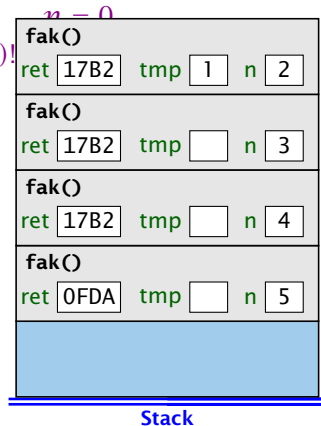 n = 0
)!
fak()
ret 17B2 tmp 1 n 2
fak()
ret 17B2 tmp n 3
fak()
ret 17B2 tmp n 4
fak()
ret 0FDA tmp n 5
Stack